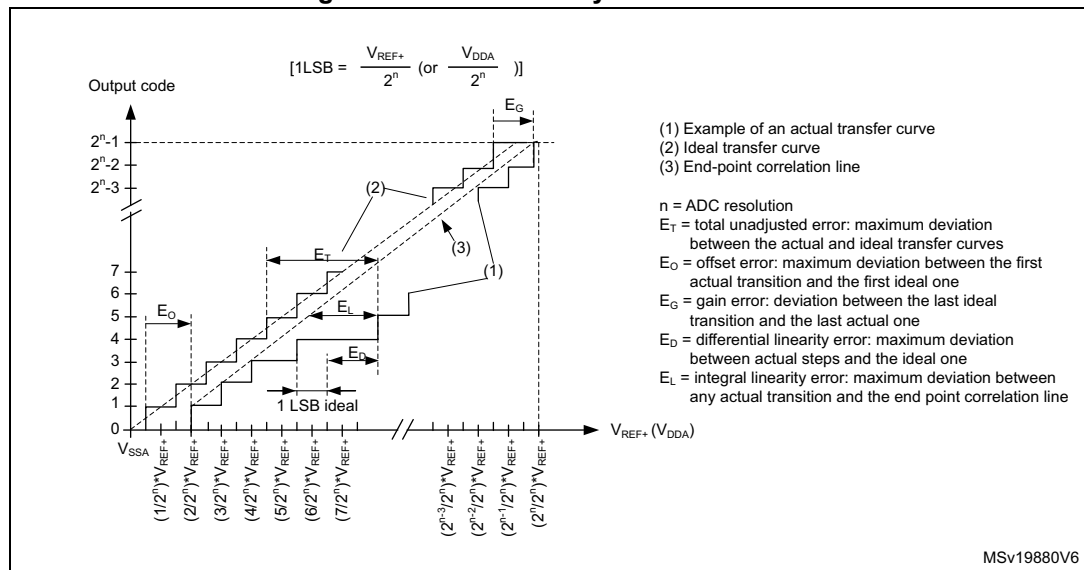 [1LSB = V_REF+ / 2^n (or V_DDA / 2^n )]
Output code
E_G
2^n-1
2^n-2
2^n-3
7
6
5
4
3
2
1
0
(2)
(3)
(1)
E_T
E_O
E_L
E_D
1 LSB ideal
V_SSA
(1/2^n)*V_REF+
(2/2^n)*V_REF+
(3/2^n)*V_REF+
(4/2^n)*V_REF+
(5/2^n)*V_REF+
(6/2^n)*V_REF+
(7/2^n)*V_REF+
(2^n-3/2^n)*V_REF+
(2^n-2/2^n)*V_REF+
(2^n-1/2^n)*V_REF+
(2^n/2^n)*V_REF+
V_REF+ (V_DDA)
(1) Example of an actual transfer curve
(2) Ideal transfer curve
(3) End-point correlation line
n = ADC resolution
E_T = total unadjusted error: maximum deviation
between the actual and ideal transfer curves
E_O = offset error: maximum deviation between the first
actual transition and the first ideal one
E_G = gain error: deviation between the last ideal
transition and the last actual one
E_D = differential linearity error: maximum deviation
between actual steps and the ideal one
E_L = integral linearity error: maximum deviation between
any actual transition and the end point correlation line
MSv19880V6